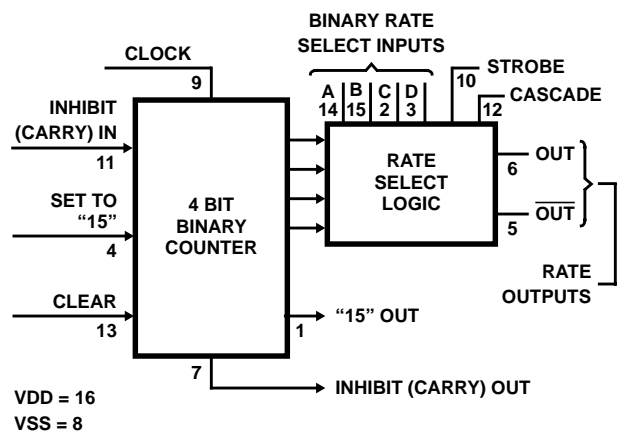 BINARY RATE
SELECT INPUTS
CLOCK
9
A
14
B
15
C
2
D
3
STROBE
10
CASCADE
12
INHIBIT
(CARRY) IN
11
RATE
SELECT
LOGIC
OUT
6
SET TO
“15”
4
4 BIT
BINARY
COUNTER
OUT
5
RATE
OUTPUTS
CLEAR
13
“15” OUT
1
7
INHIBIT (CARRY) OUT
VDD = 16
VSS = 8